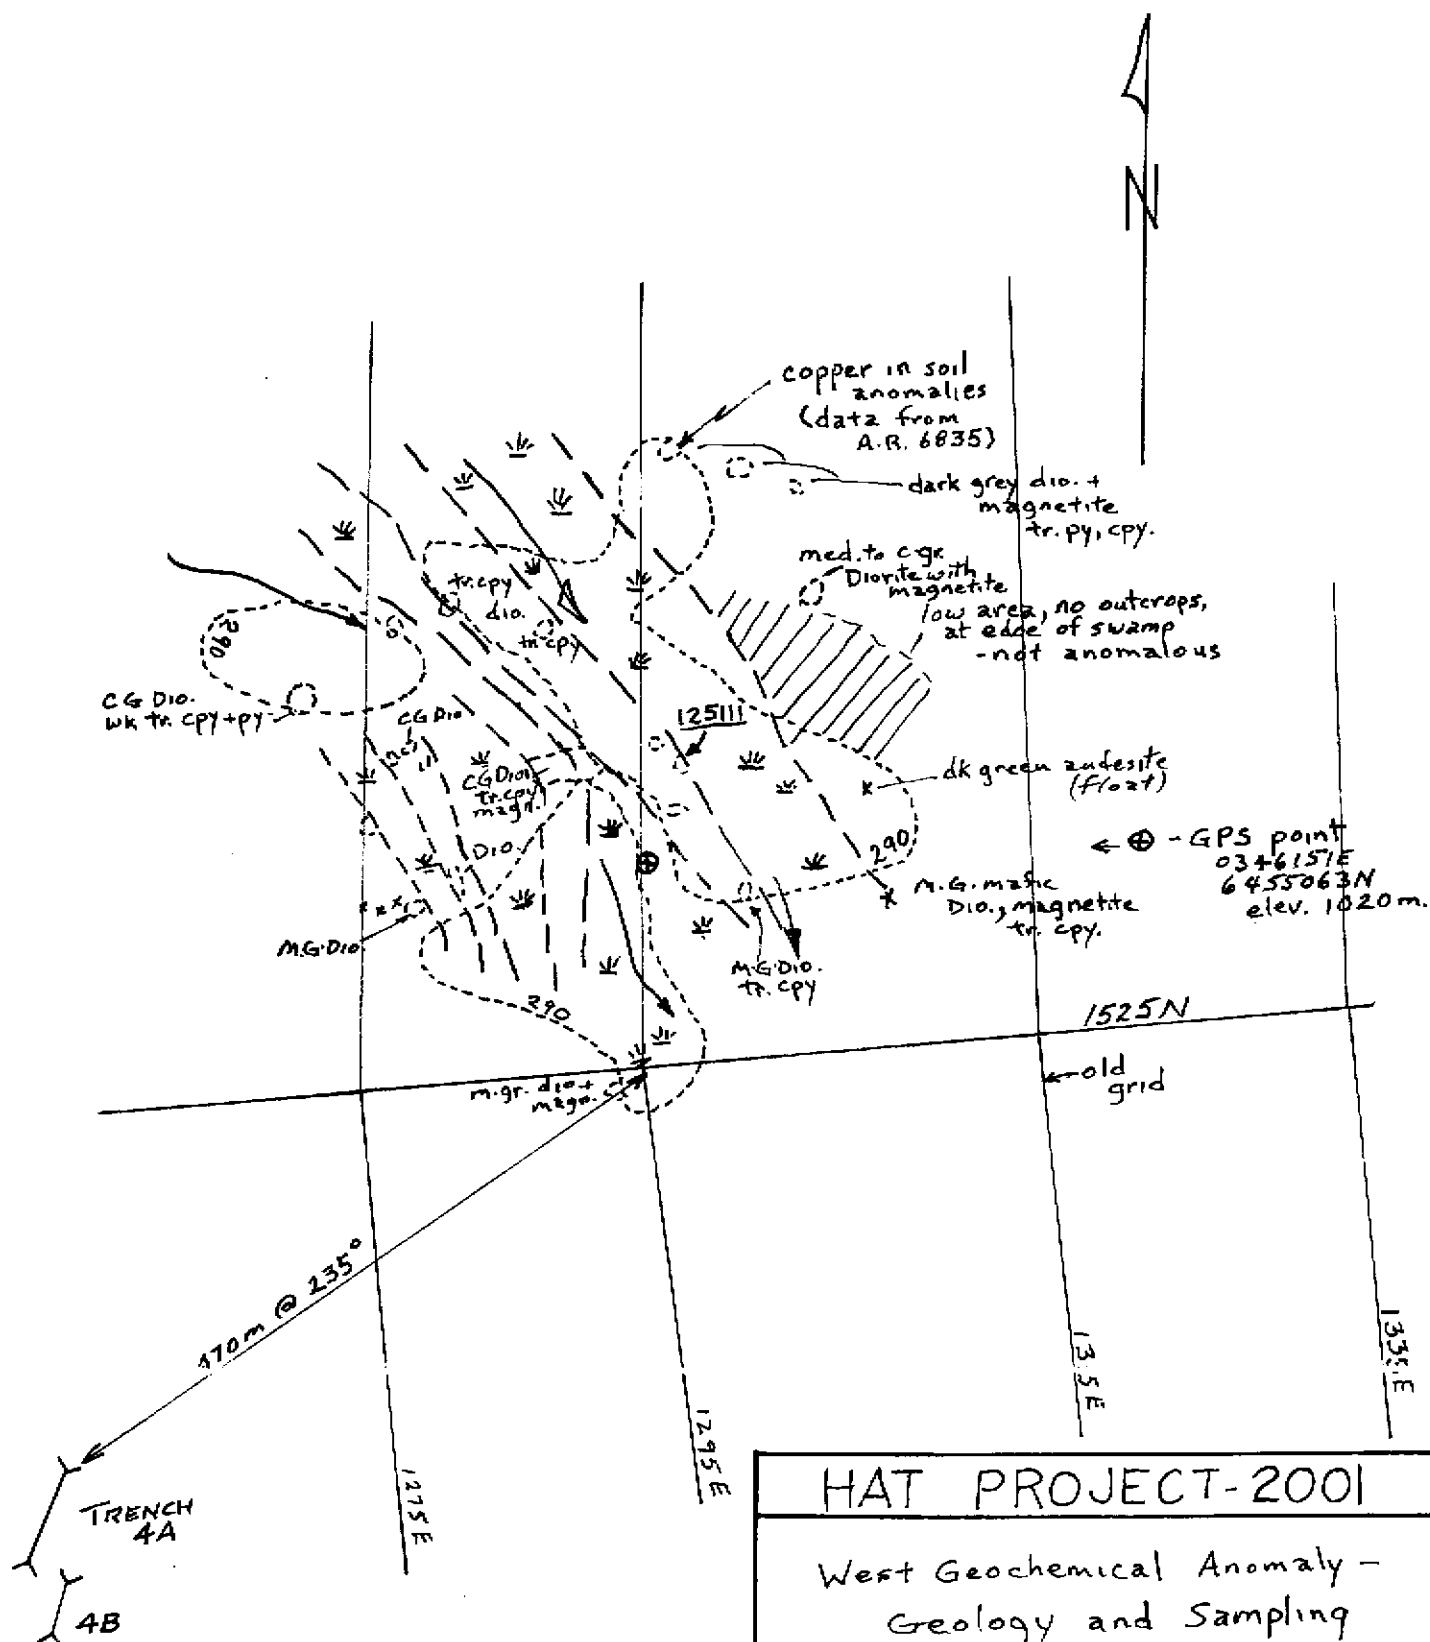 N
copper in soil
anomalies
(data from
A.R. 6835)
dark grey dio. +
magnetite
tr. py, cpy.
med. to c.gr.
Diorite with
magnetite
low area, no outcrops,
at edge of swamp
- not anomalous
tr. cpy
dio.
tr. cpy
290
CG DIO.
wk tr. cpy + py
CG DIO
125111
CG DIO
tr. cpy
magn.
DIO.
dk green andesite
(float)
290
⊕ - GPS point
0346151E
6455063N
elev. 1020 m.
M.G. mafic
DIO., magnetite
tr. cpy.
M.G. DIO
M.G. DIO.
tr. cpy
290
1525N
m.gr. dio +
magn.
old
grid
170m @ 235°
1275E
1295E
1335E
TRENCH
4A
4B
HAT PROJECT-2001
West Geochemical Anomaly -
Geology and Sampling